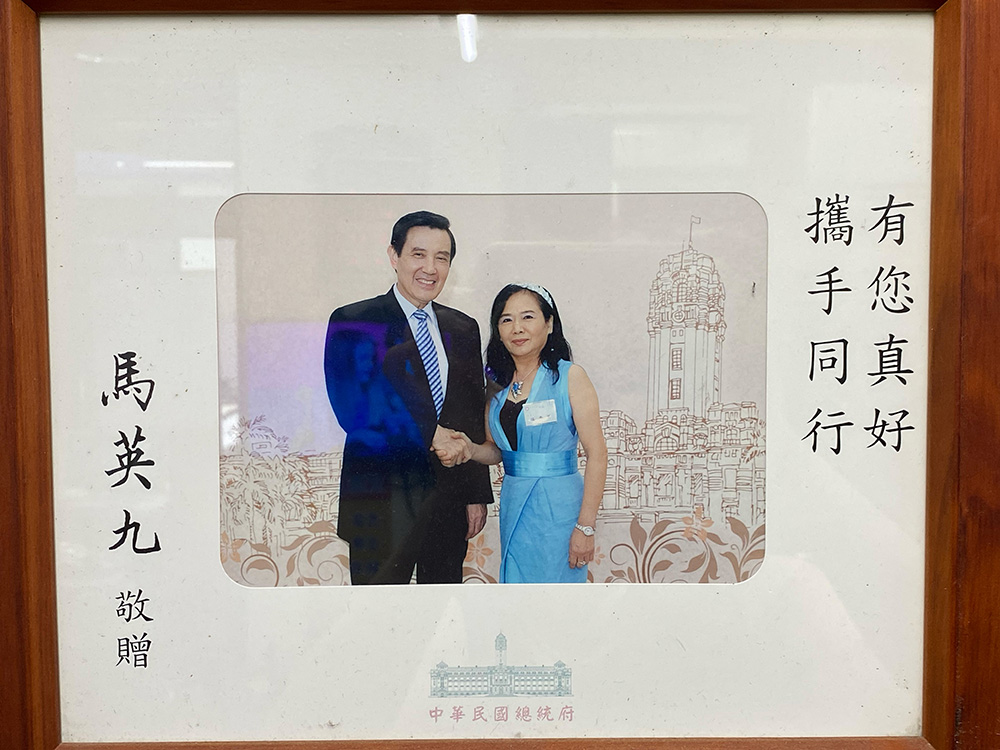 有您真好
攜手同行
馬英九 敬贈
中華民國總統府